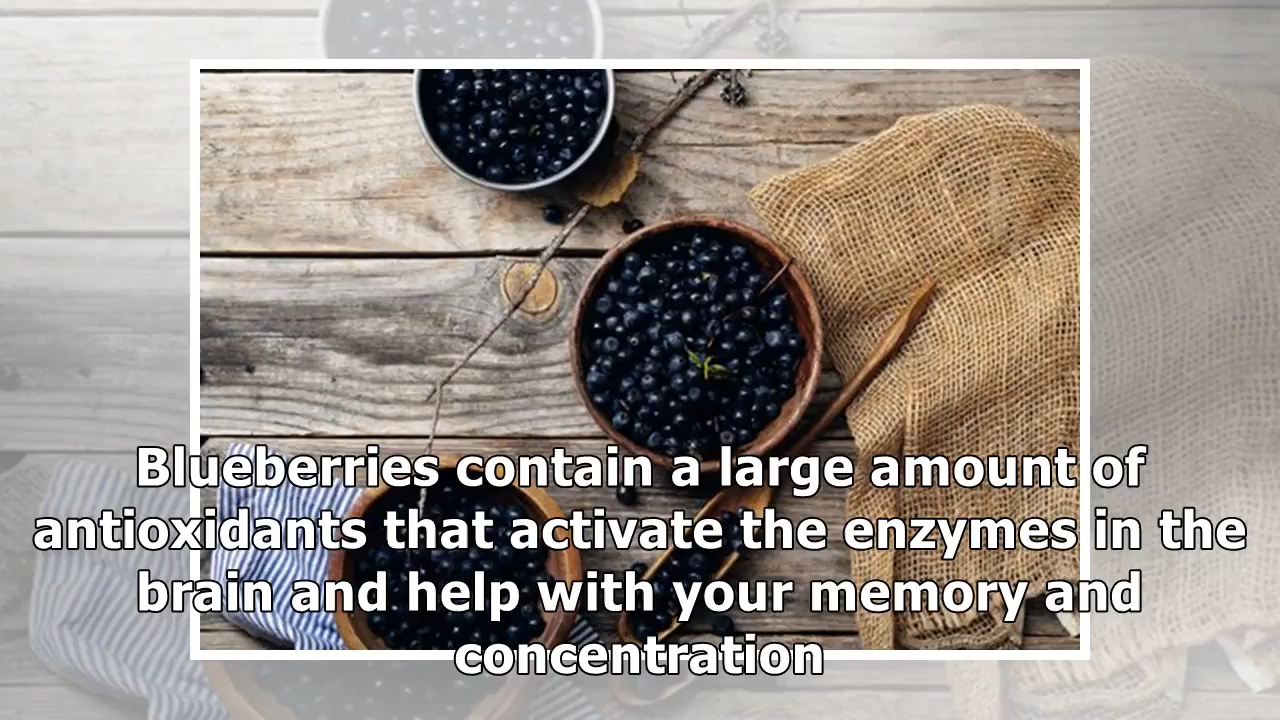 Blueberries contain a large amount of
antioxidants that activate the enzymes in the
brain and help with your memory and
concentration